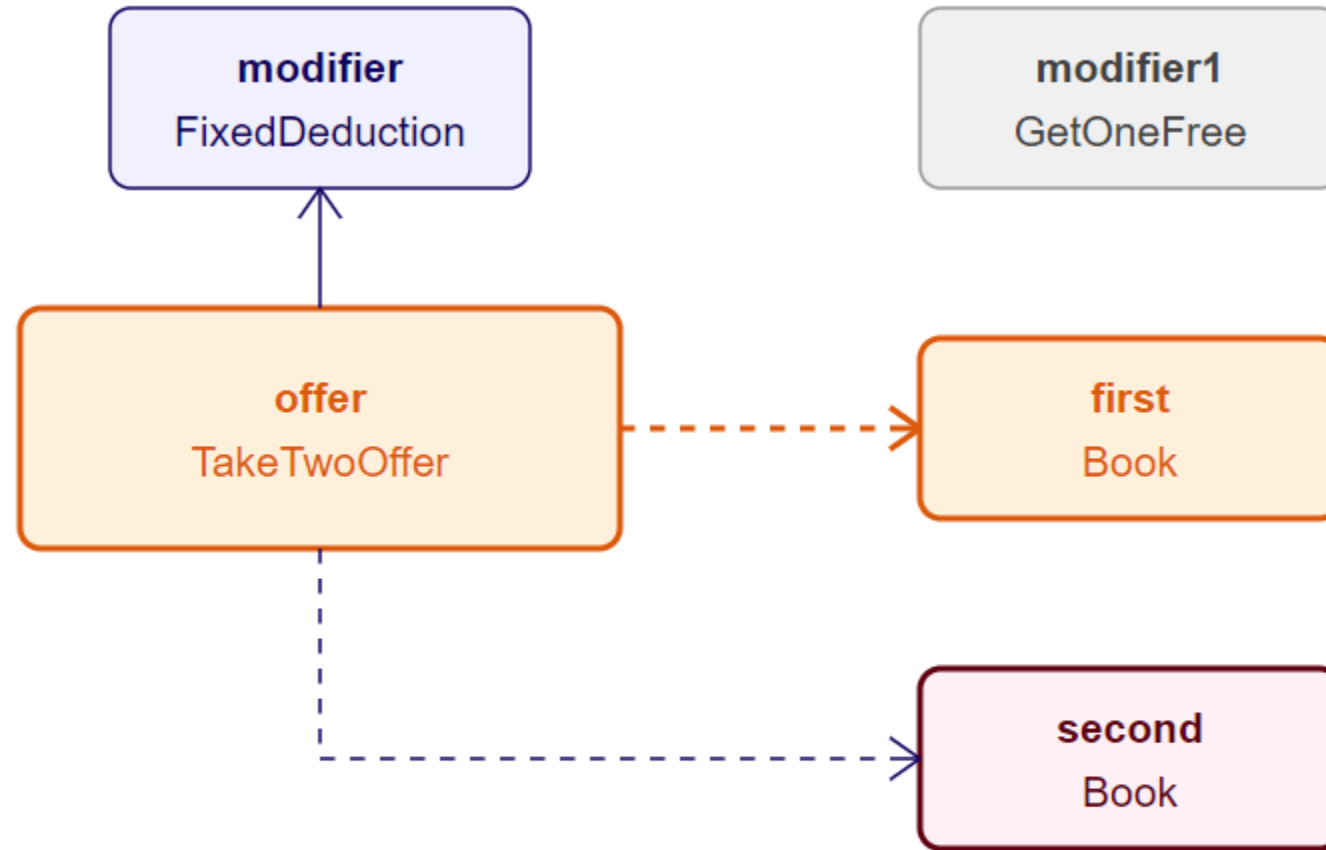 modifier
FixedDeduction
modifier1
GetOneFree
offer
TakeTwoOffer
first
Book
second
Book